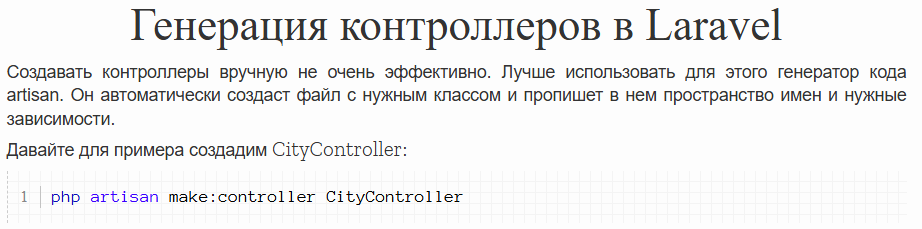 Генерация контроллеров в Laravel
Создавать контроллеры вручную не очень эффективно. Лучше использовать для этого генератор кода
artisan. Он автоматически создаст файл с нужным классом и пропишет в нем пространство имен и нужные
зависимости.
Давайте для примера создадим CityController:
1 php artisan make:controller CityController